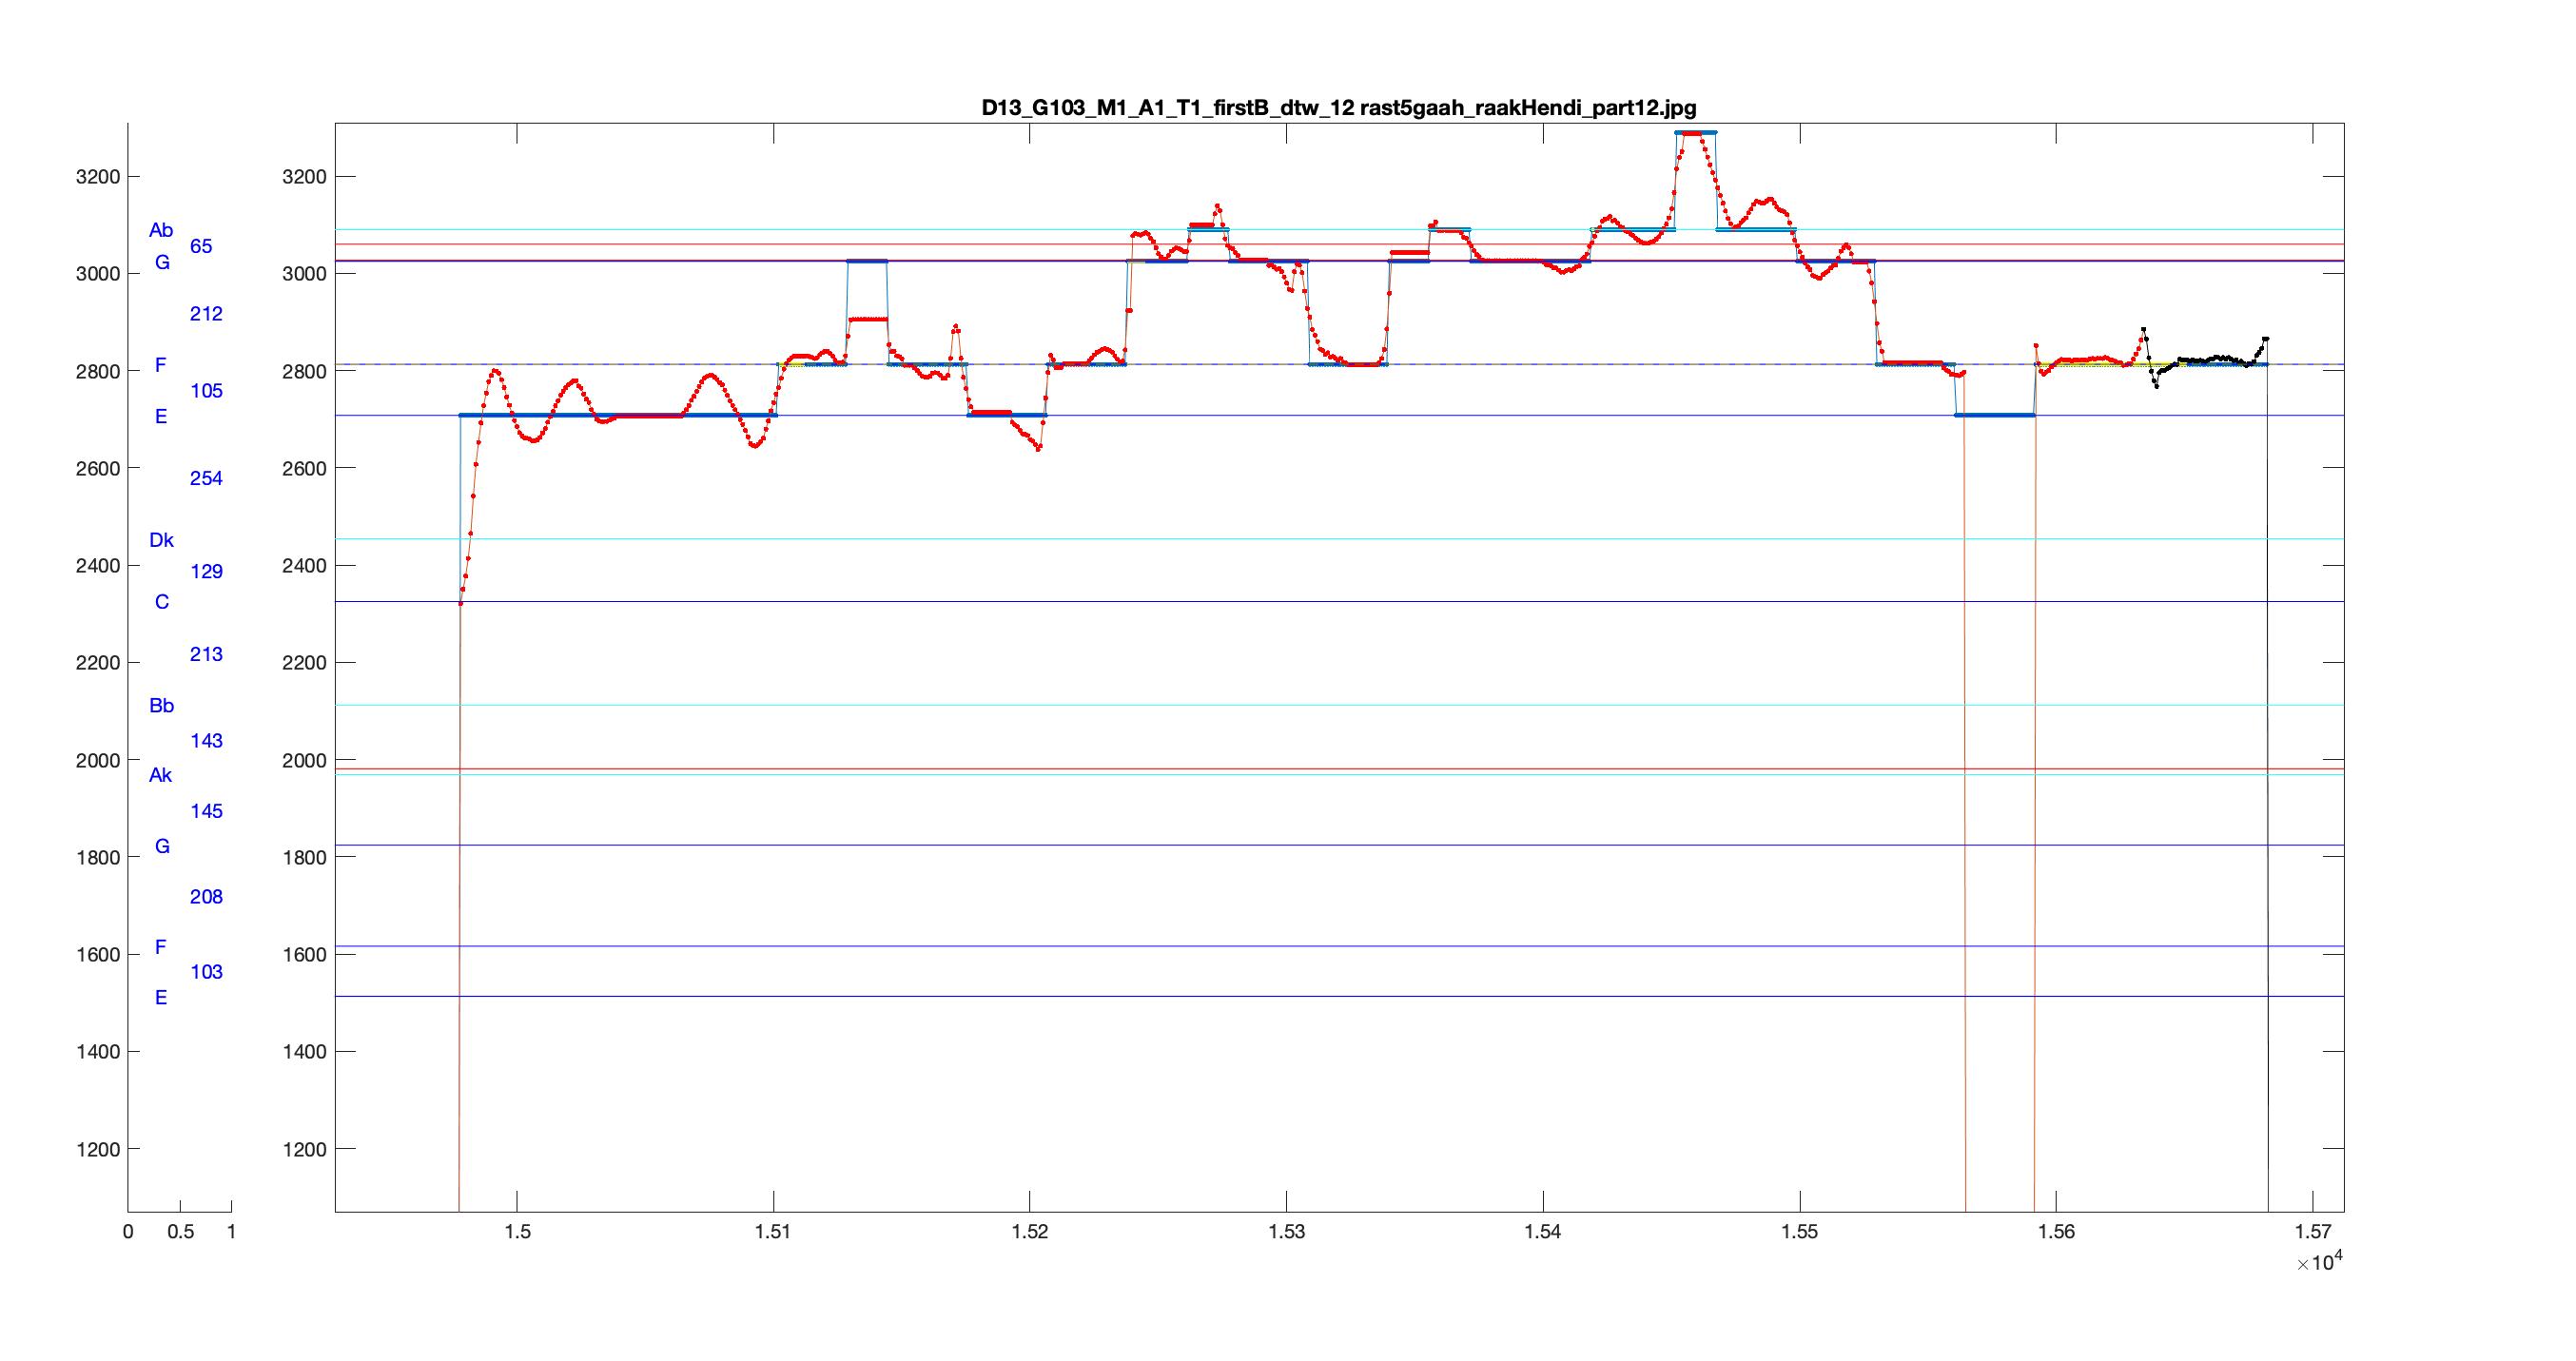 D13_G103_M1_A1_T1_firstB_dtw_12 rast5gaah_raakHendi_part12.jpg
3200 3200
Ab
65
G
3000 3000
212
F
2800 2800
105
E
2600 2600
254
Dk
2400 2400
129
C
2200 2200
213
Bb
143
2000 2000
Ak
145
G
1800 1800
208
F
1600 1600
103
E
1400 1400
1200 1200
0 0.5 1 1.5 1.51 1.52 1.53 1.54 1.55 1.56 1.57
×10⁴